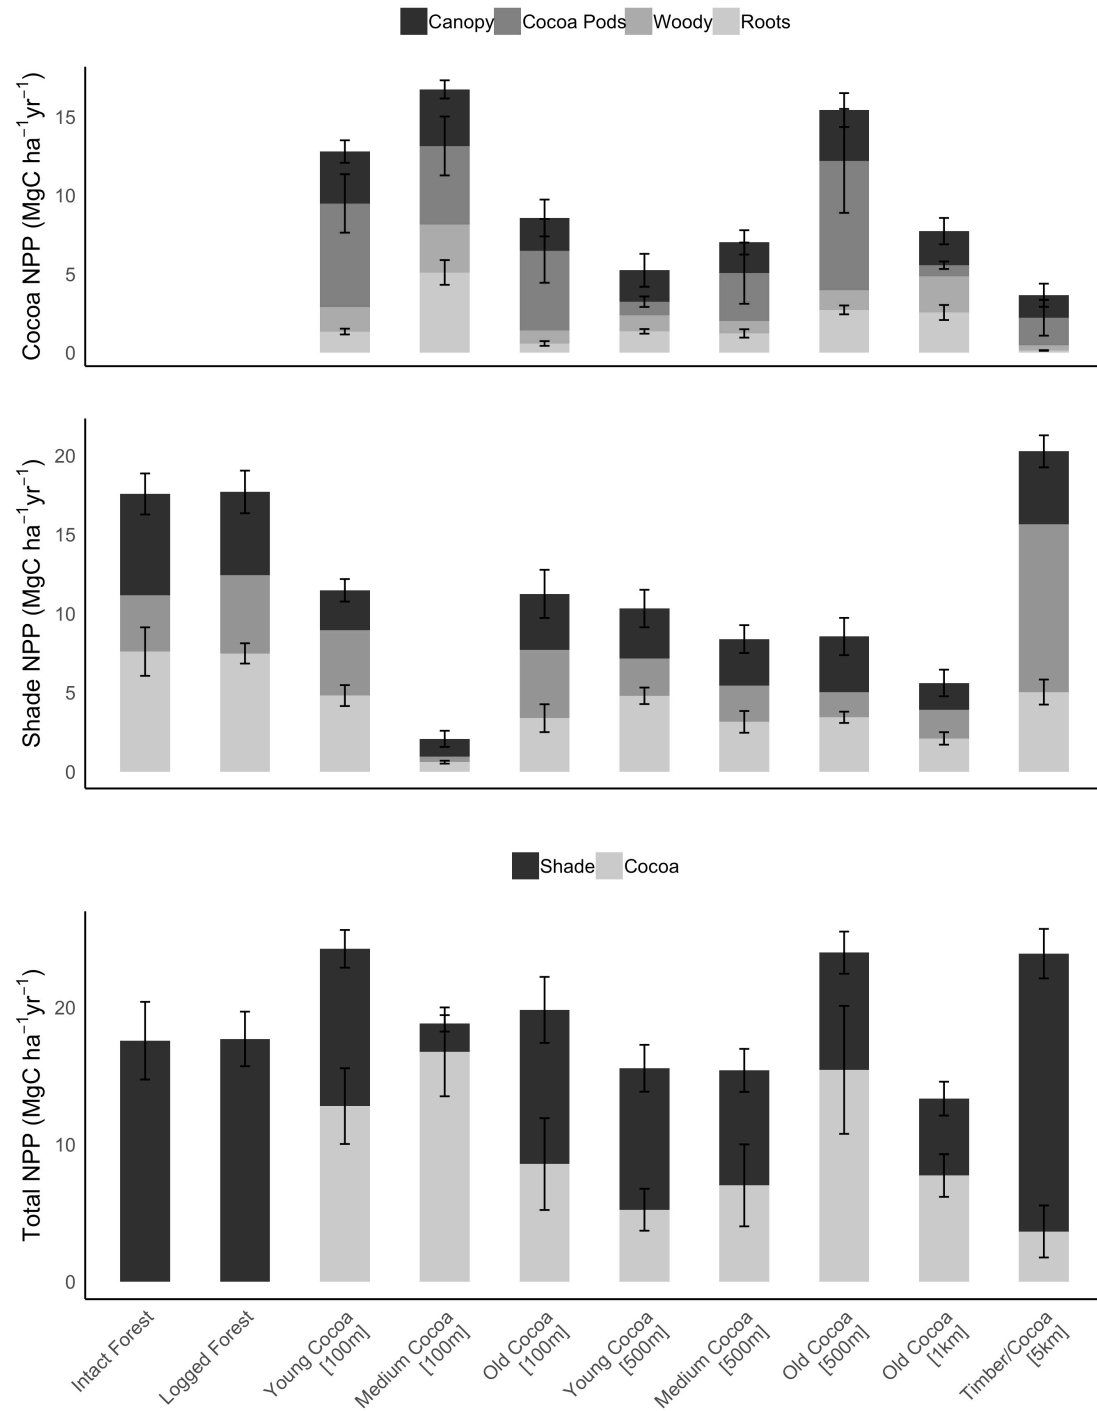 Canopy Cocoa Pods Woody Roots
Cocoa NPP (MgC ha⁻¹yr⁻¹)
15
10
5
0
Shade NPP (MgC ha⁻¹yr⁻¹)
20
15
10
5
0
Shade Cocoa
Total NPP (MgC ha⁻¹yr⁻¹)
20
10
0
Intact Forest
Logged Forest
Young Cocoa
[100m]
Medium Cocoa
[100m]
Old Cocoa
[100m]
Young Cocoa
[500m]
Medium Cocoa
[500m]
Old Cocoa
[500m]
Old Cocoa
[1km]
Timber/Cocoa
[5km]